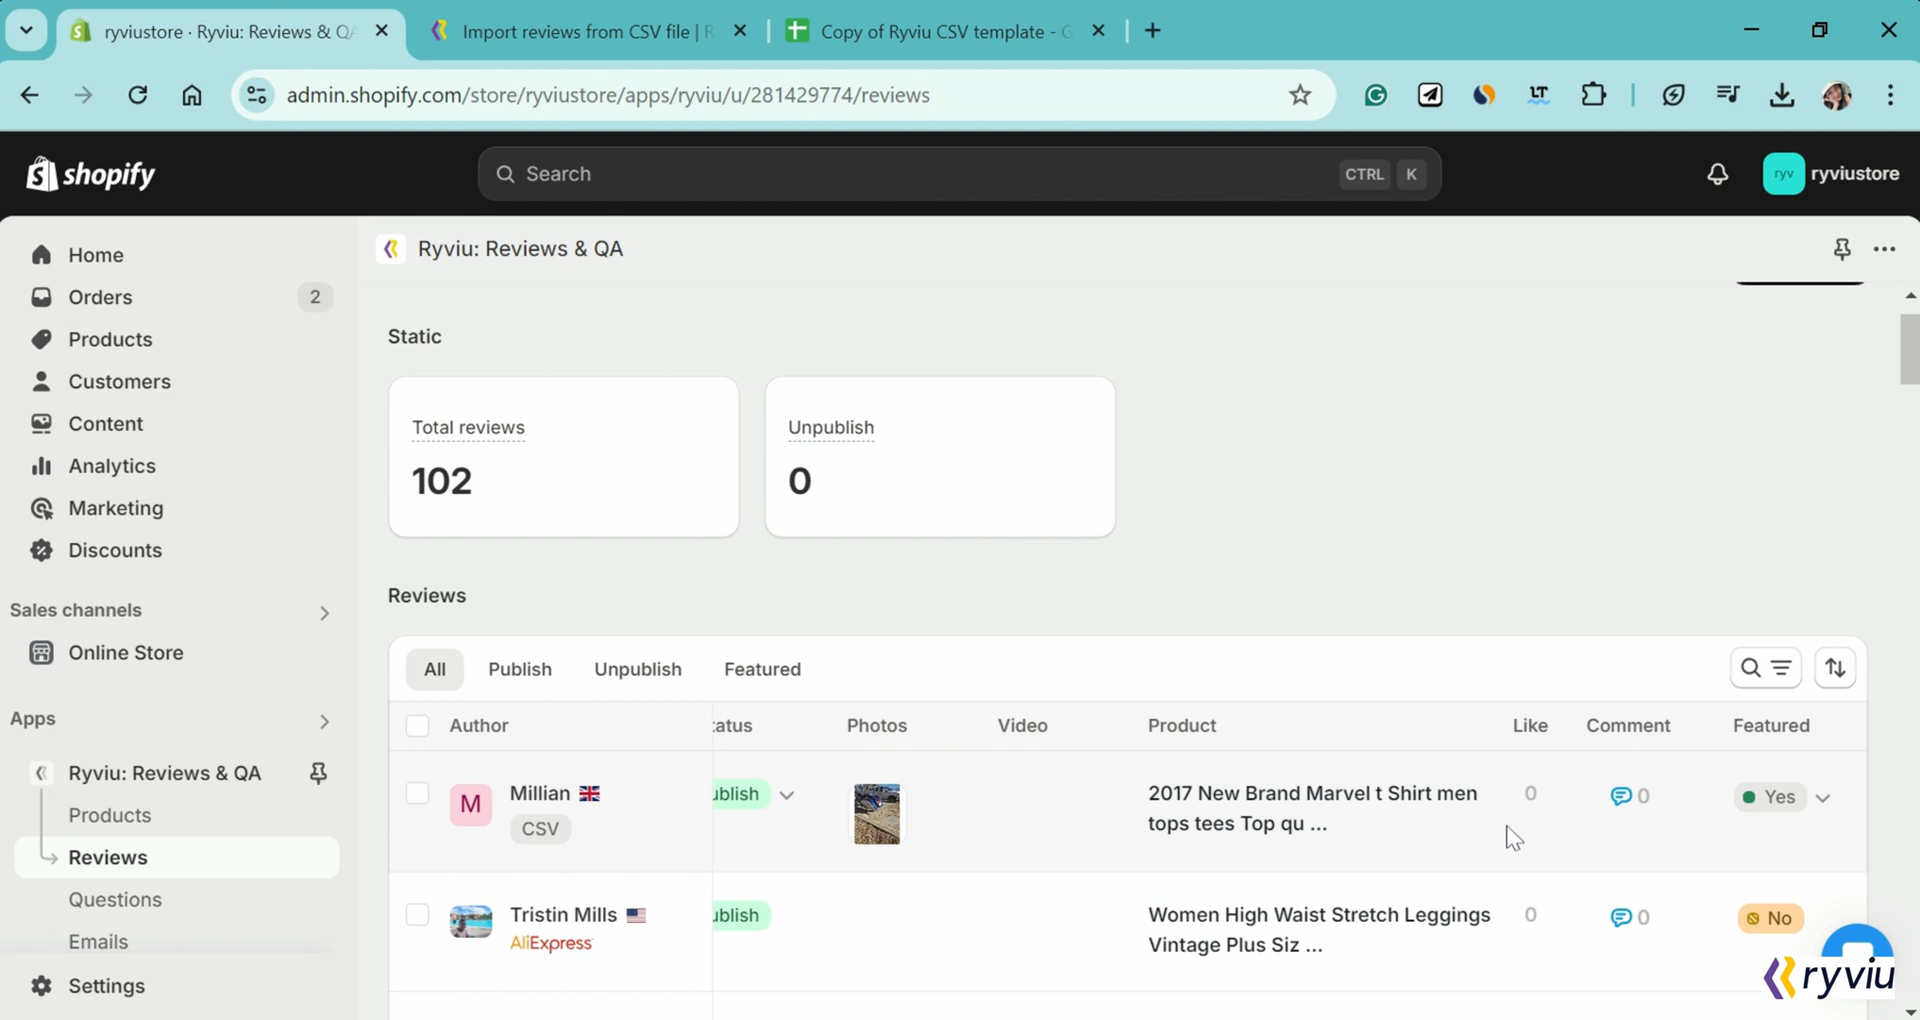 ryviustore · Ryviu: Reviews & Q
Import reviews from CSV file | R
Copy of Ryviu CSV template - G
admin.shopify.com/store/ryviustore/apps/ryviu/u/281429774/reviews
LT
shopify
Search
CTRL K
ryv
ryviustore
Home
Orders
2
Products
Customers
Content
Analytics
Marketing
Discounts
Sales channels
Online Store
Apps
Ryviu: Reviews & QA
Products
Reviews
Questions
Emails
Settings
Ryviu: Reviews & QA
Static
Total reviews
102
Unpublish
0
Reviews
All Publish Unpublish Featured
Author tatus Photos Video Product Like Comment Featured
M
Millian
CSV
ublish
2017 New Brand Marvel t Shirt men
tops tees Top qu ...
0
0
Yes
Tristin Mills
AliExpress
ublish
Women High Waist Stretch Leggings
Vintage Plus Siz ...
0
0
No
ryviu